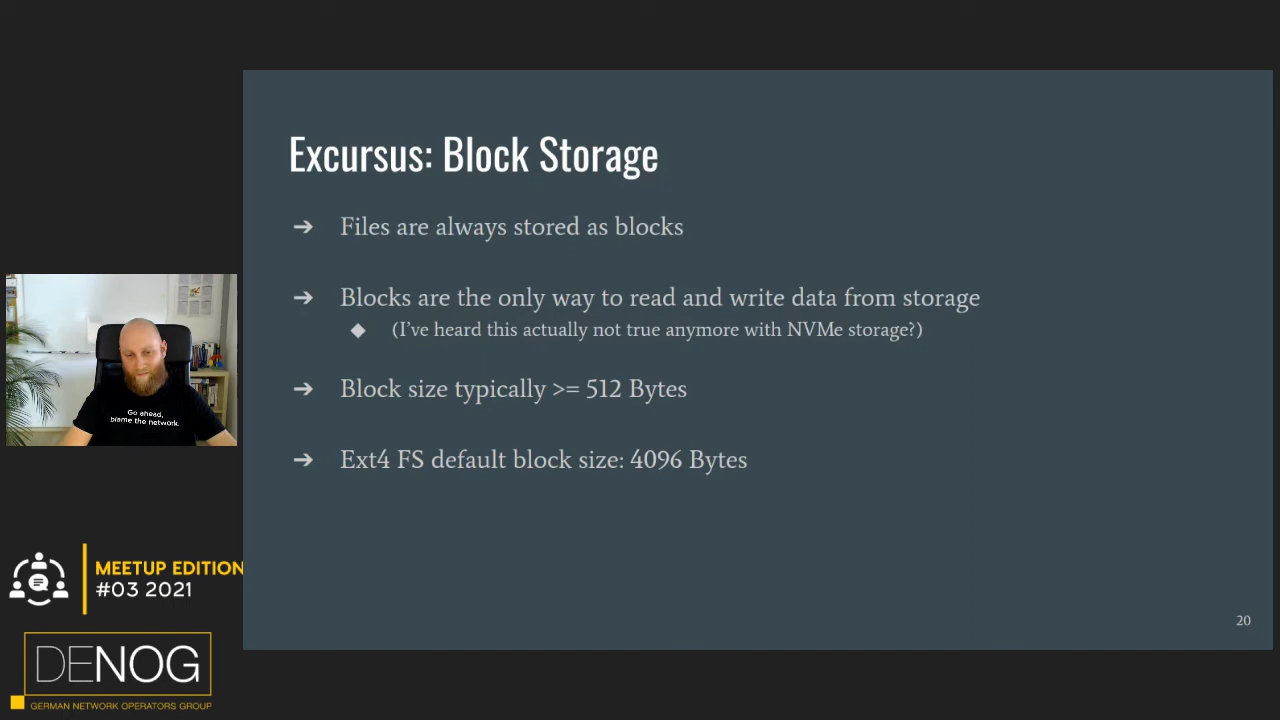 Excursus: Block Storage
➔ Files are always stored as blocks
➔ Blocks are the only way to read and write data from storage
◆ (I've heard this actually not true anymore with NVMe storage?)
➔ Block size typically >= 512 Bytes
➔ Ext4 FS default block size: 4096 Bytes
20
Go ahead,
blame the network.
MEETUP EDITION
#03 2021
DENOG
GERMAN NETWORK OPERATORS GROUP